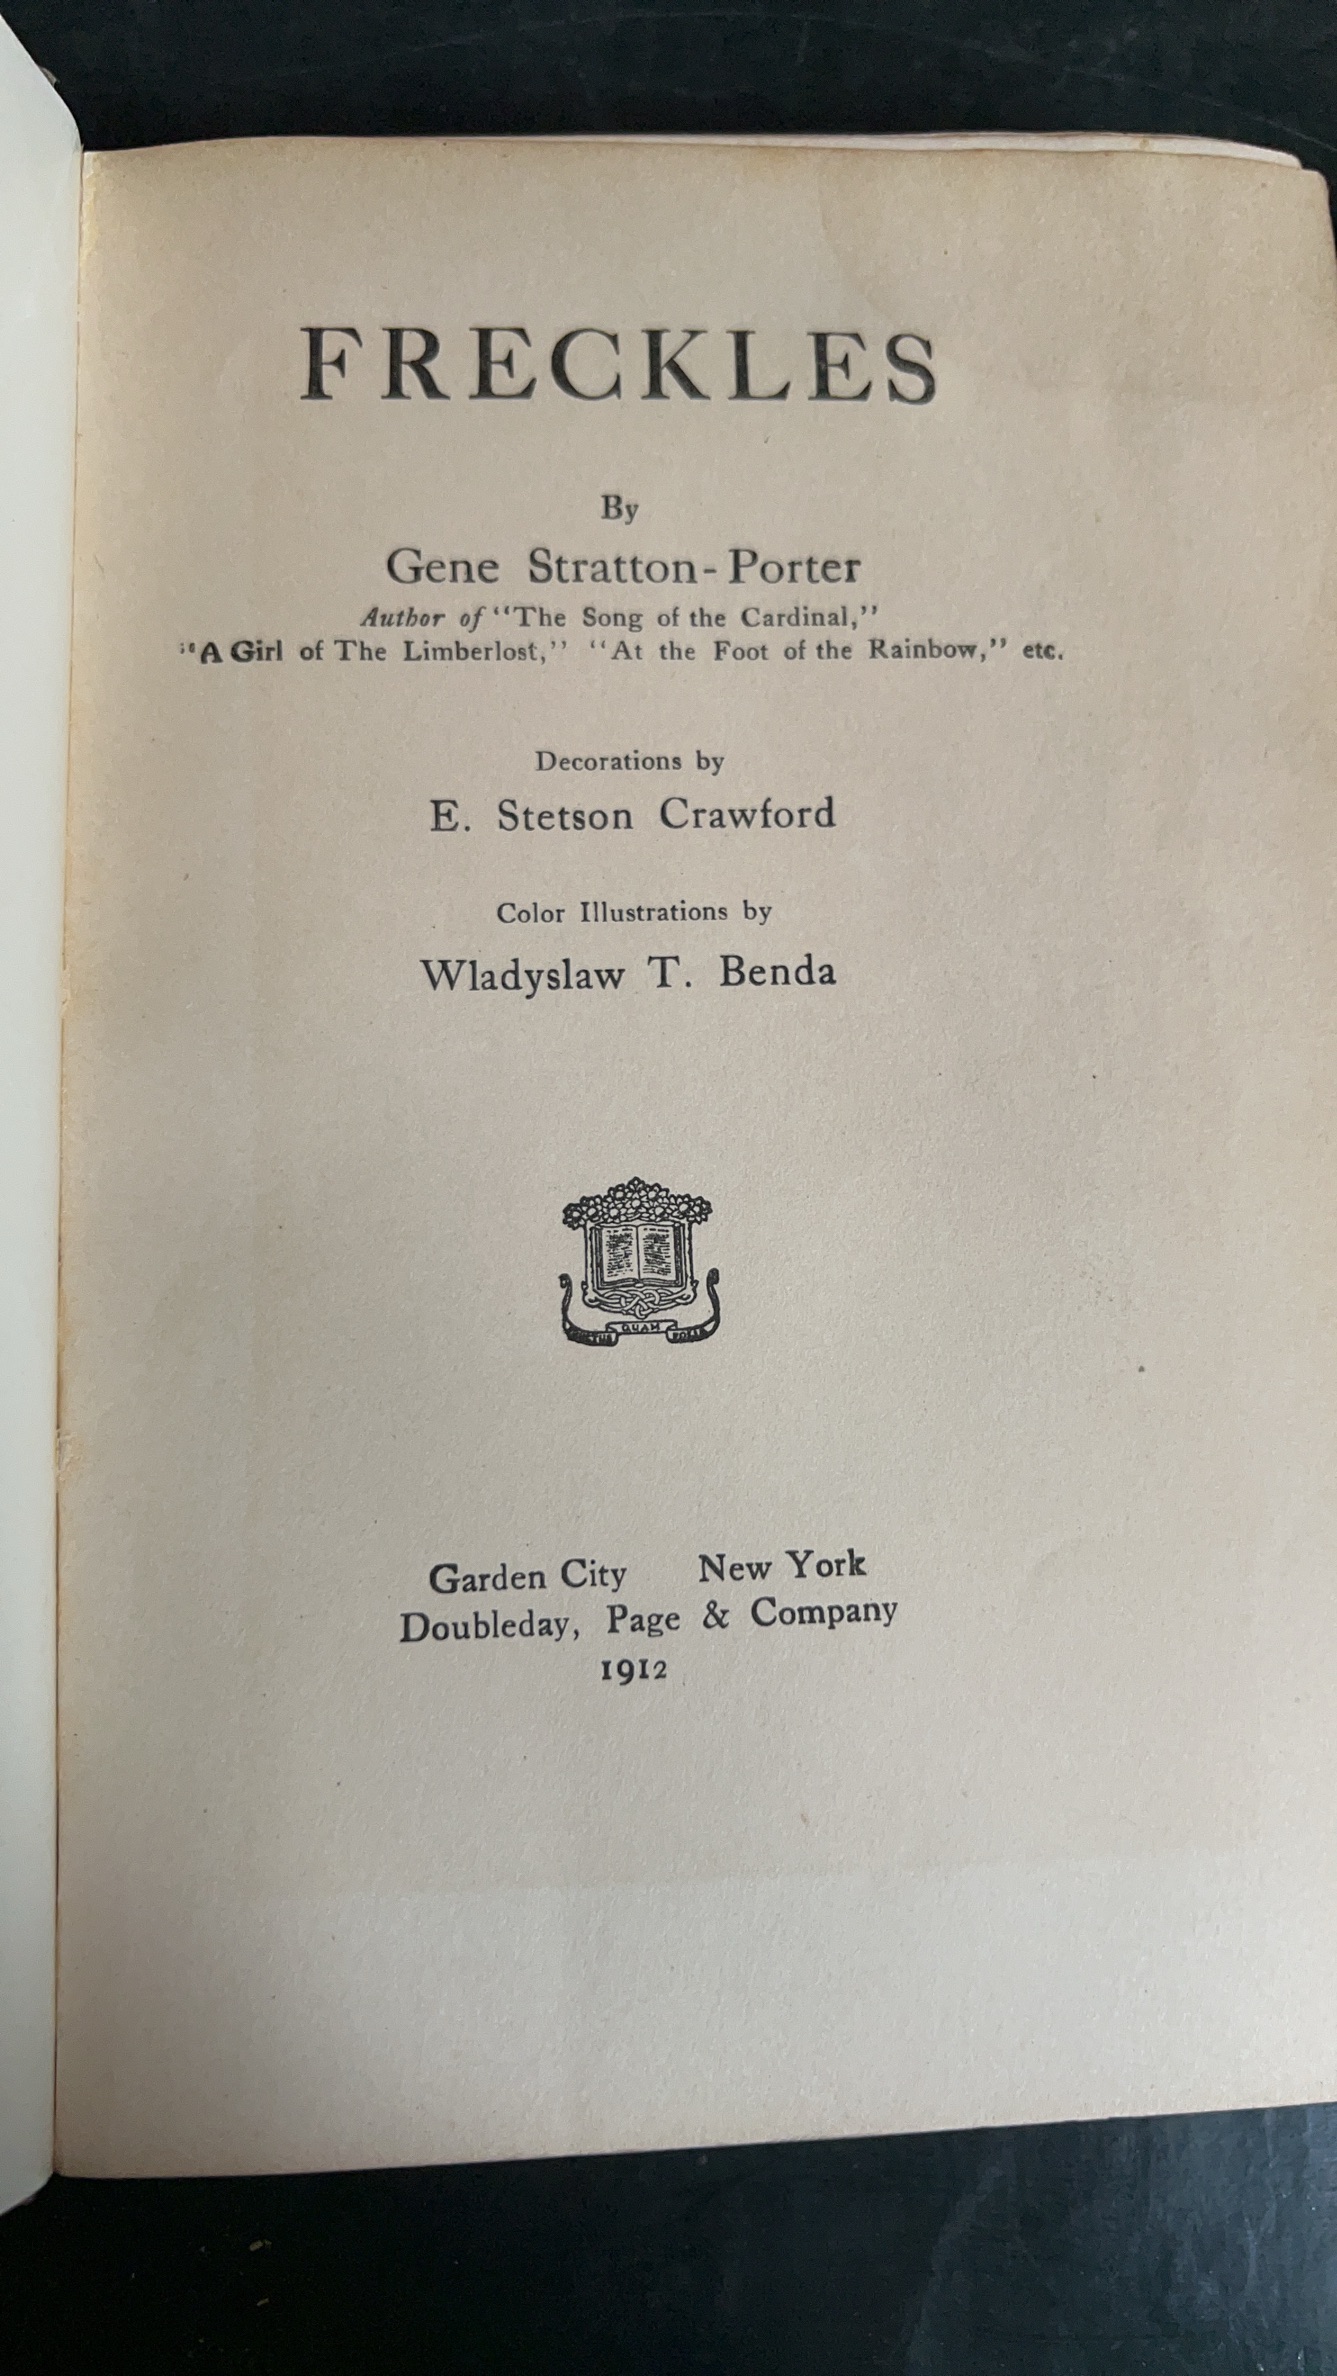 FRECKLES
By
Gene Stratton-Porter
Author of “The Song of the Cardinal,”
“A Girl of The Limberlost,” “At the Foot of the Rainbow,” etc.
Decorations by
E. Stetson Crawford
Color Illustrations by
Wladyslaw T. Benda
QUAM
Garden City New York
Doubleday, Page & Company
1912